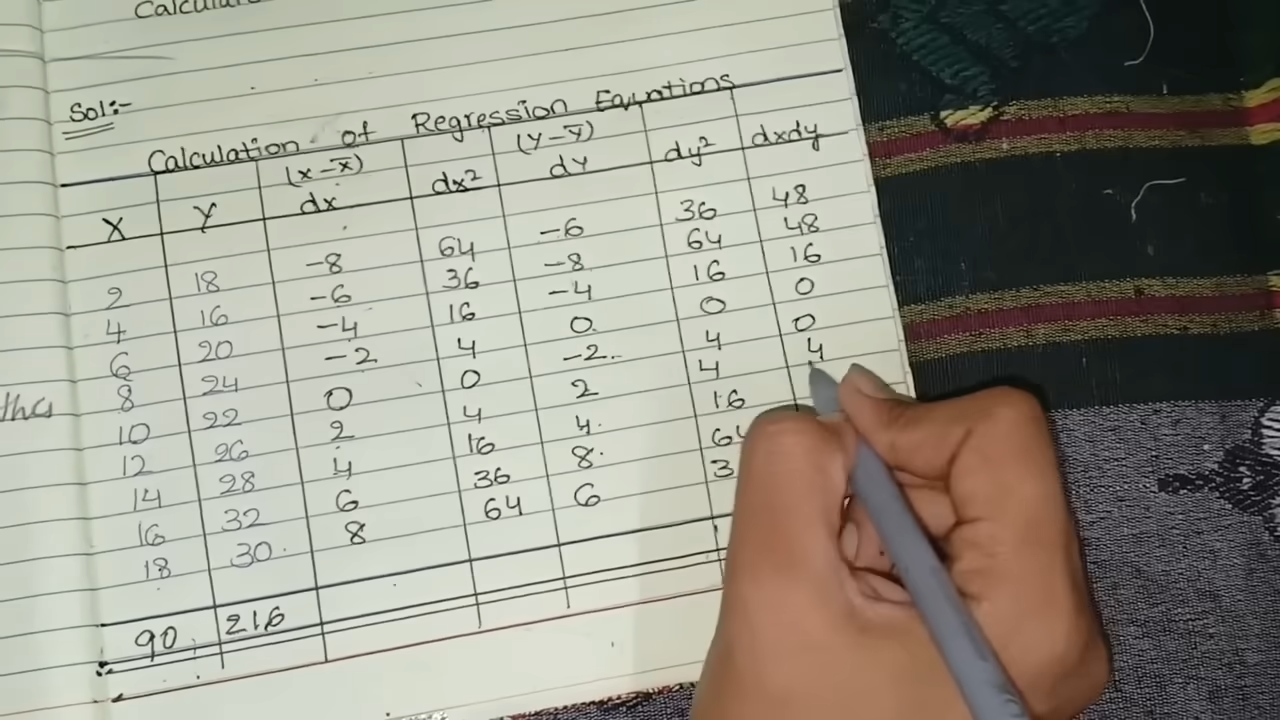 Sol:-
Calculation of Regression Equations
X Y (x-x̅) dx dx² (Y-Y̅) dy dy² dxdy
2 18 -8 64 -6 36 48
4 16 -6 36 -8 64 48
6 20 -4 16 -4 16 16
8 24 -2 4 0 0 0
10 22 0 0 -2 4 0
12 26 2 4 2 4 4
14 28 4 16 4 16
16 32 6 36 8
18 30 8 64 6
90 216